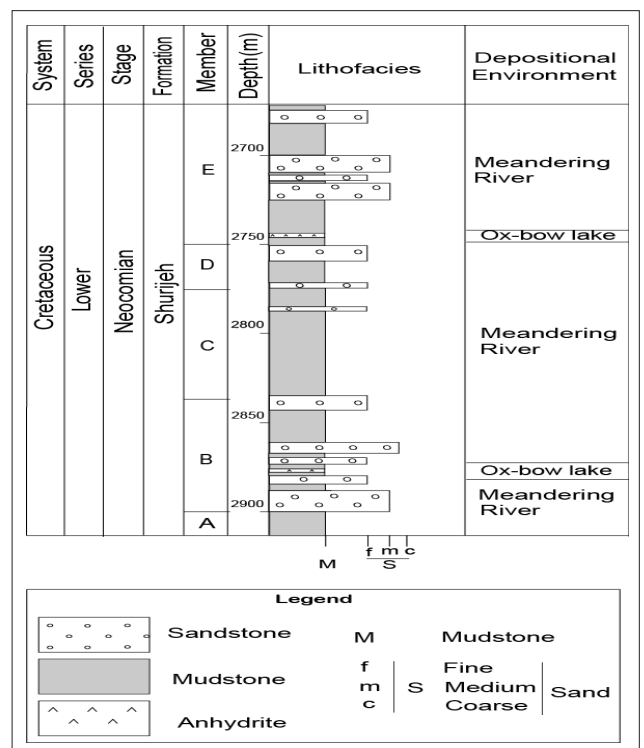 System
Series
Stage
Formation
Member
Depth(m)
Lithofacies
Depositional
Environment
Cretaceous
Lower
Neocomian
Shurijeh
E
D
C
B
A
2700
2750
2800
2850
2900
Meandering
River
Ox-bow lake
Meandering
River
Ox-bow lake
Meandering
River
f m c
M S
Legend
Sandstone
Mudstone
Anhydrite
M Mudstone
f Fine
m S Medium Sand
c Coarse